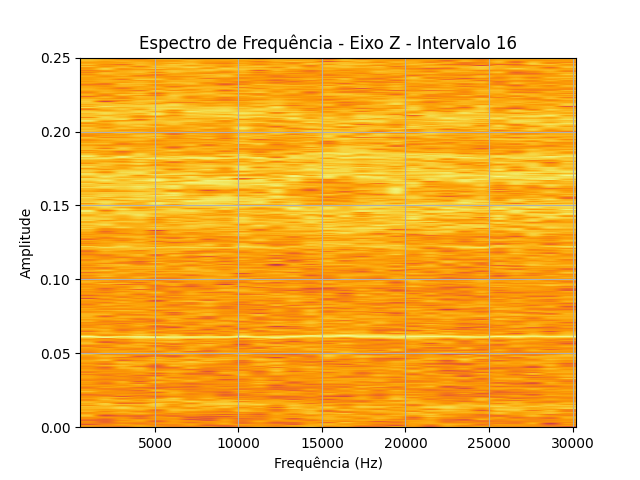 Espectro de Frequência - Eixo Z - Intervalo 16
0.25
0.20
0.15
0.10
0.05
0.00
Amplitude
5000 10000 15000 20000 25000 30000
Frequência (Hz)